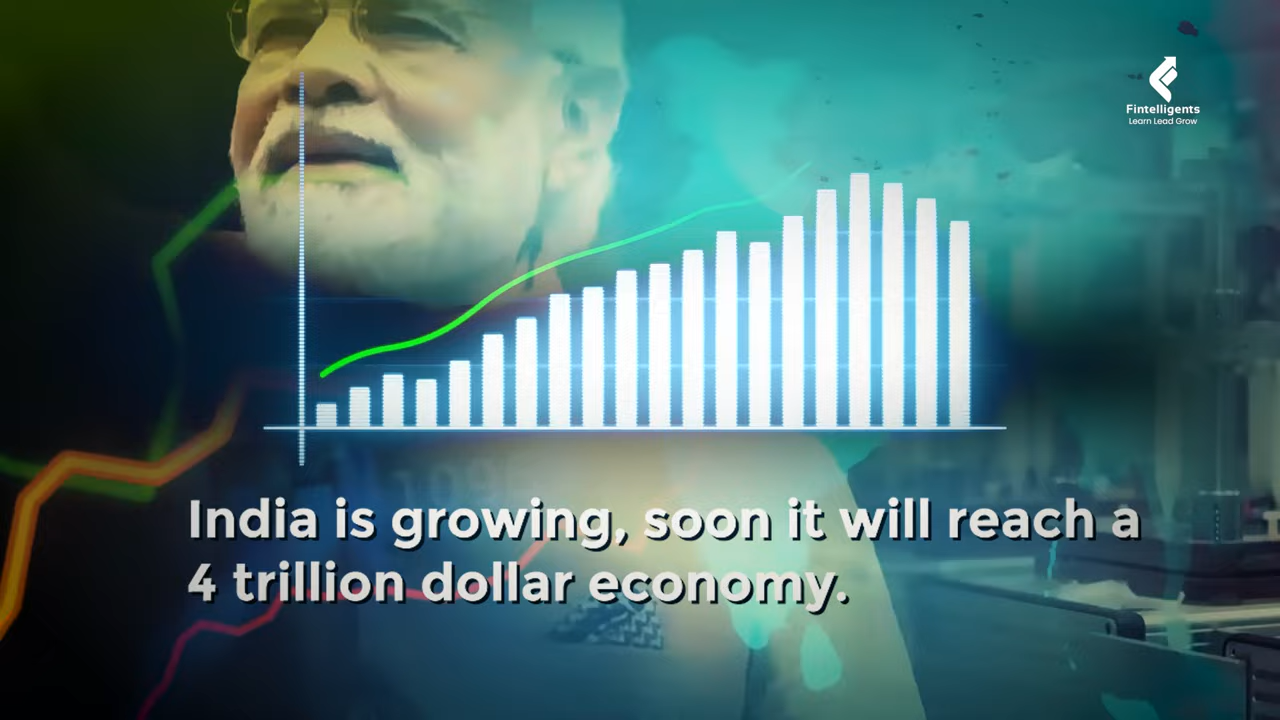 Fintelligents
Learn Lead Grow
India is growing, soon it will reach a
4 trillion dollar economy.